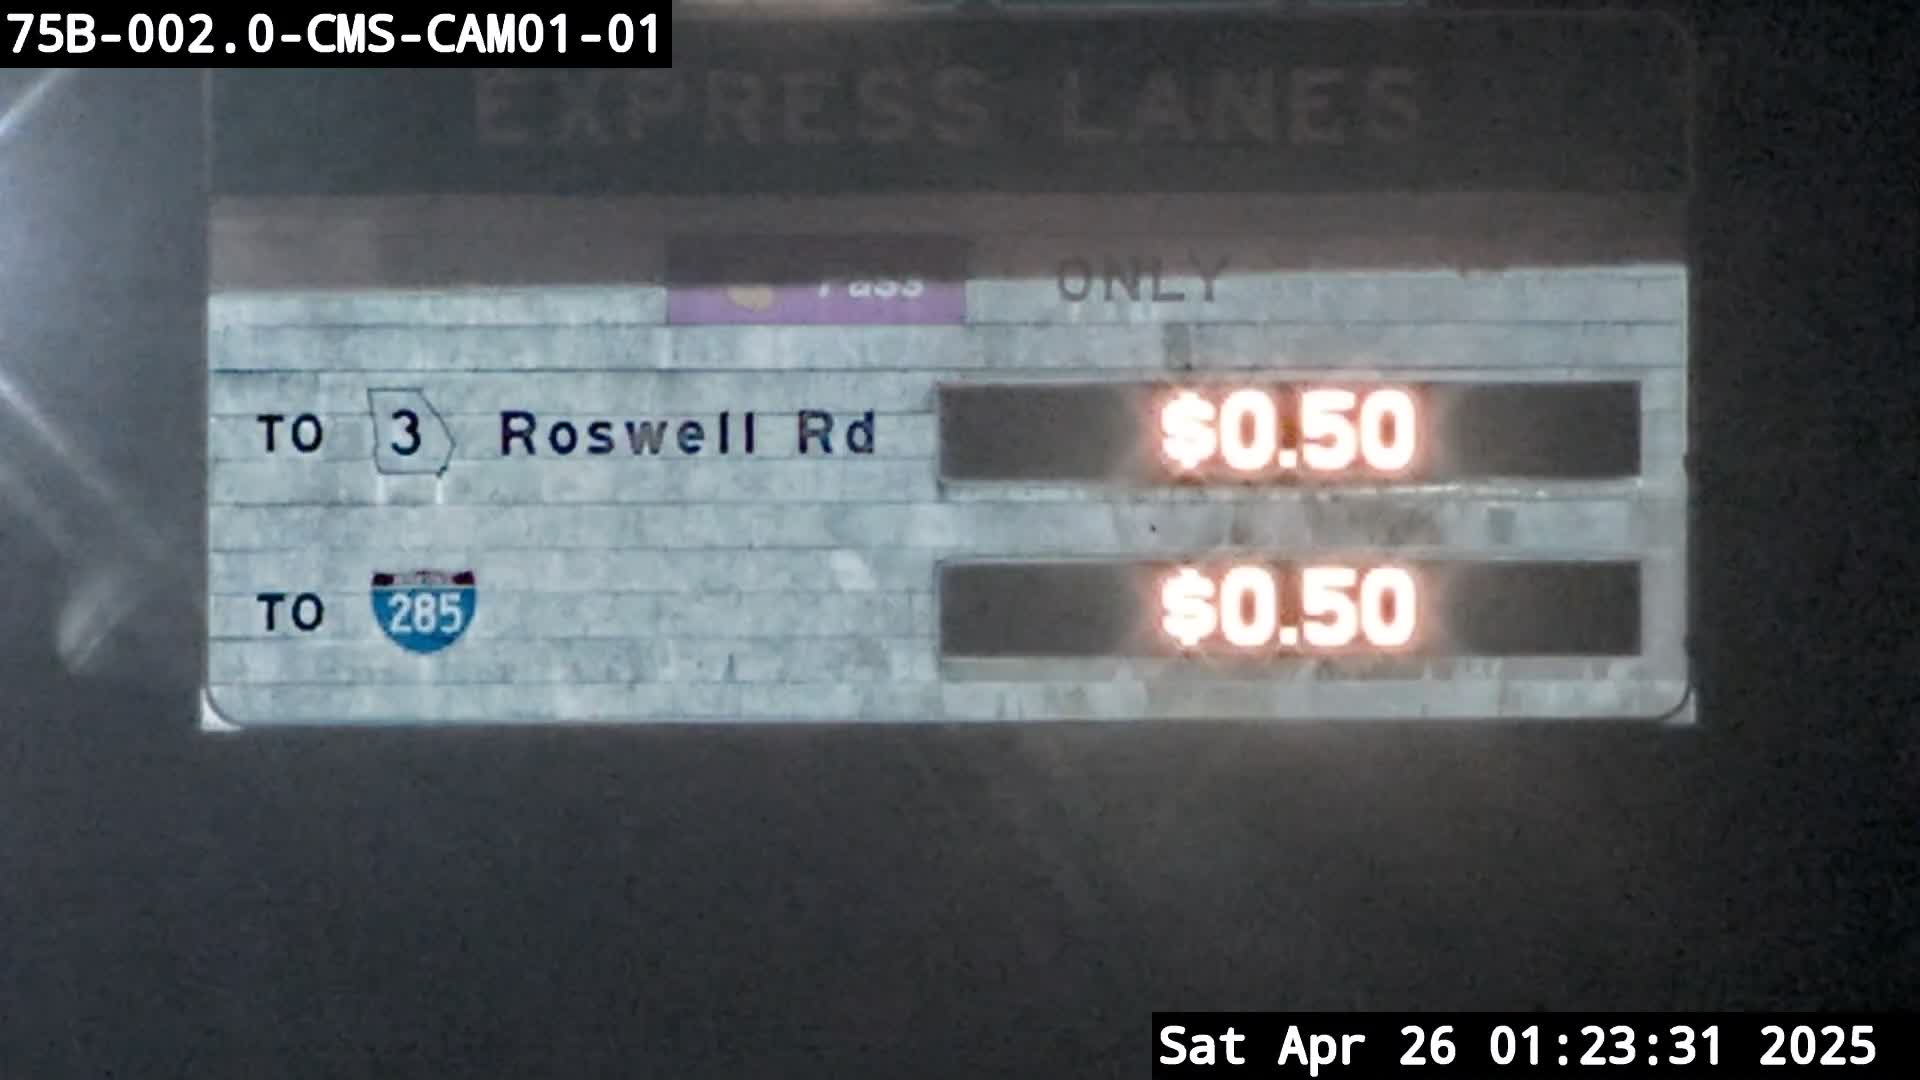 75B-002.0-CMS-CAM01-01
EXPRESS LANES
Pass ONLY
TO 3 Roswell Rd $0.50
TO 285 $0.50
Sat Apr 26 01:23:31 2025